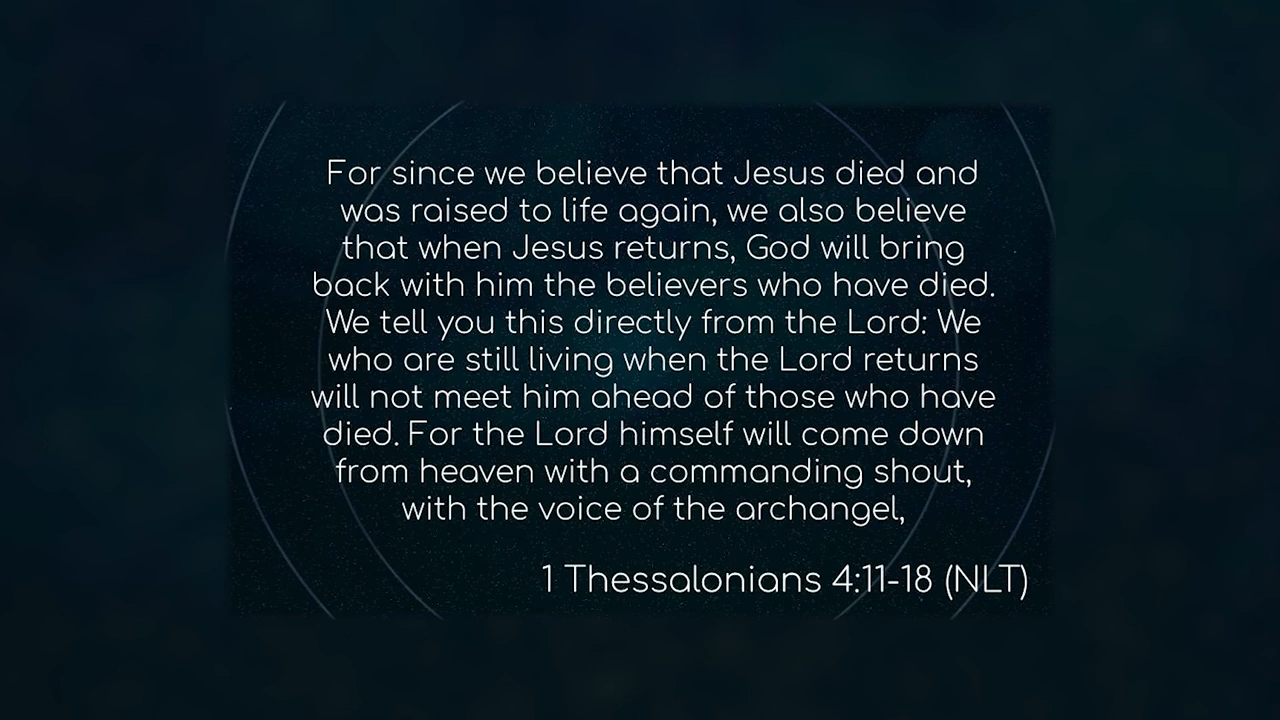 For since we believe that Jesus died and
was raised to life again, we also believe
that when Jesus returns, God will bring
back with him the believers who have died.
We tell you this directly from the Lord: We
who are still living when the Lord returns
will not meet him ahead of those who have
died. For the Lord himself will come down
from heaven with a commanding shout,
with the voice of the archangel,
1 Thessalonians 4:11-18 (NLT)